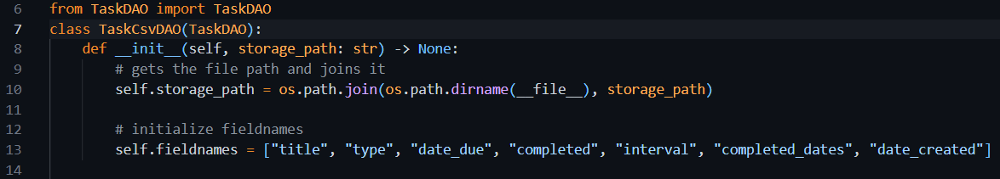 6 from TaskDAO import TaskDAO
7 class TaskCsvDAO(TaskDAO):
8 def __init__(self, storage_path: str) -> None:
9 # gets the file path and joins it
10 self.storage_path = os.path.join(os.path.dirname(__file__), storage_path)
11
12 # initialize fieldnames
13 self.fieldnames = ["title", "type", "date_due", "completed", "interval", "completed_dates", "date_created"]
14